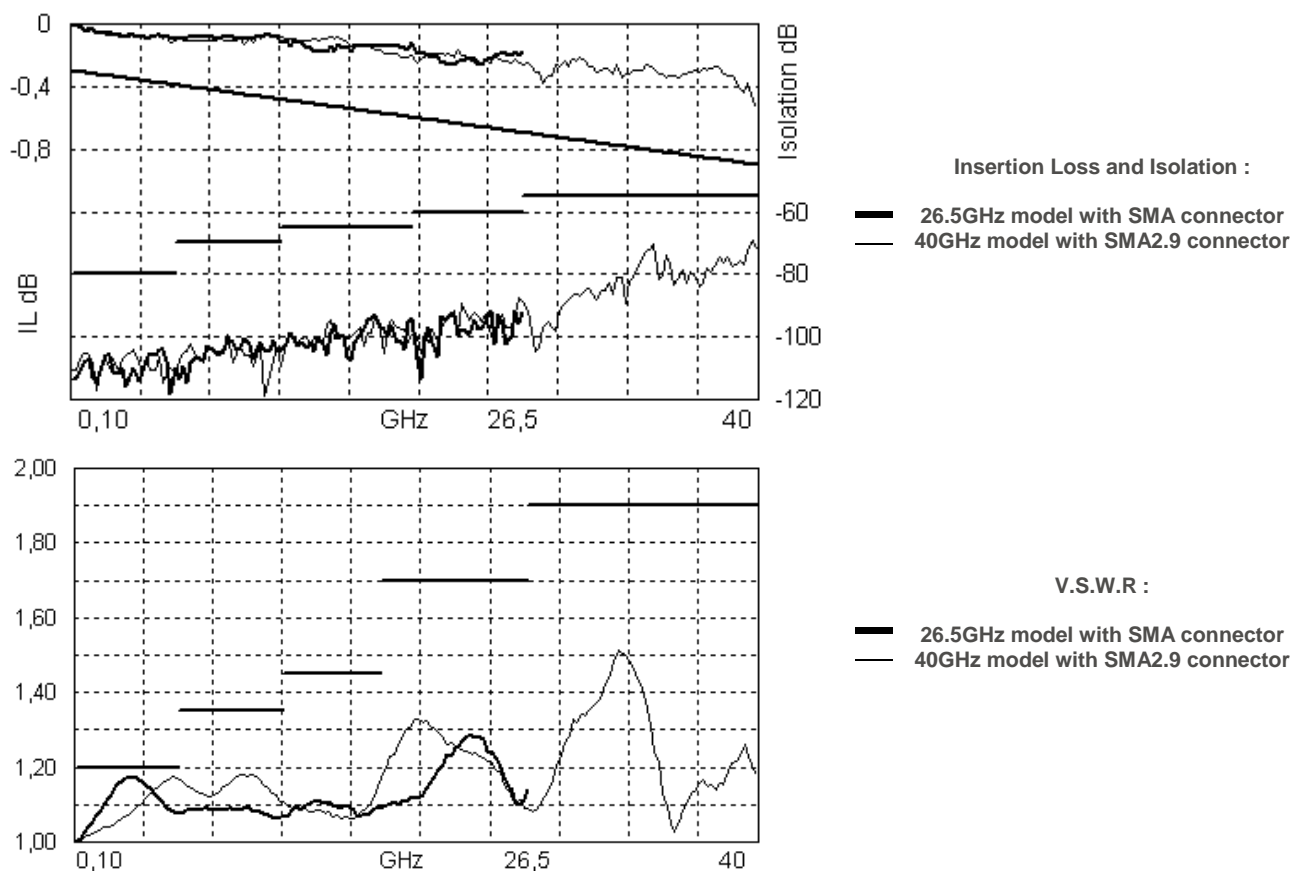 0
-0,4
-0,8
IL dB
Isolation dB
-60
-80
-100
-120
0,10 GHz 26,5 40
Insertion Loss and Isolation :
26.5GHz model with SMA connector
40GHz model with SMA2.9 connector
2,00
1,80
1,60
1,40
1,20
1,00
0,10 GHz 26,5 40
V.S.W.R :
26.5GHz model with SMA connector
40GHz model with SMA2.9 connector